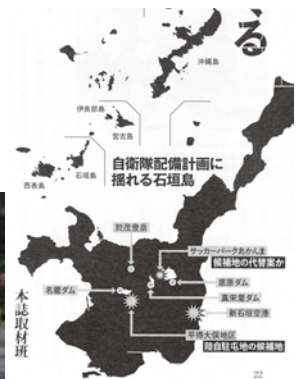 る
沖縄島
伊良部島
宮古島
石垣島
西表島
自衛隊配備計画に
揺れる石垣島
於茂登岳
サッカーパークあかんま
候補地の代替案か
名蔵ダム
底原ダム
真栄里ダム
新石垣空港
平得大俣地区
陸自駐屯地の候補地
本誌取材班
22